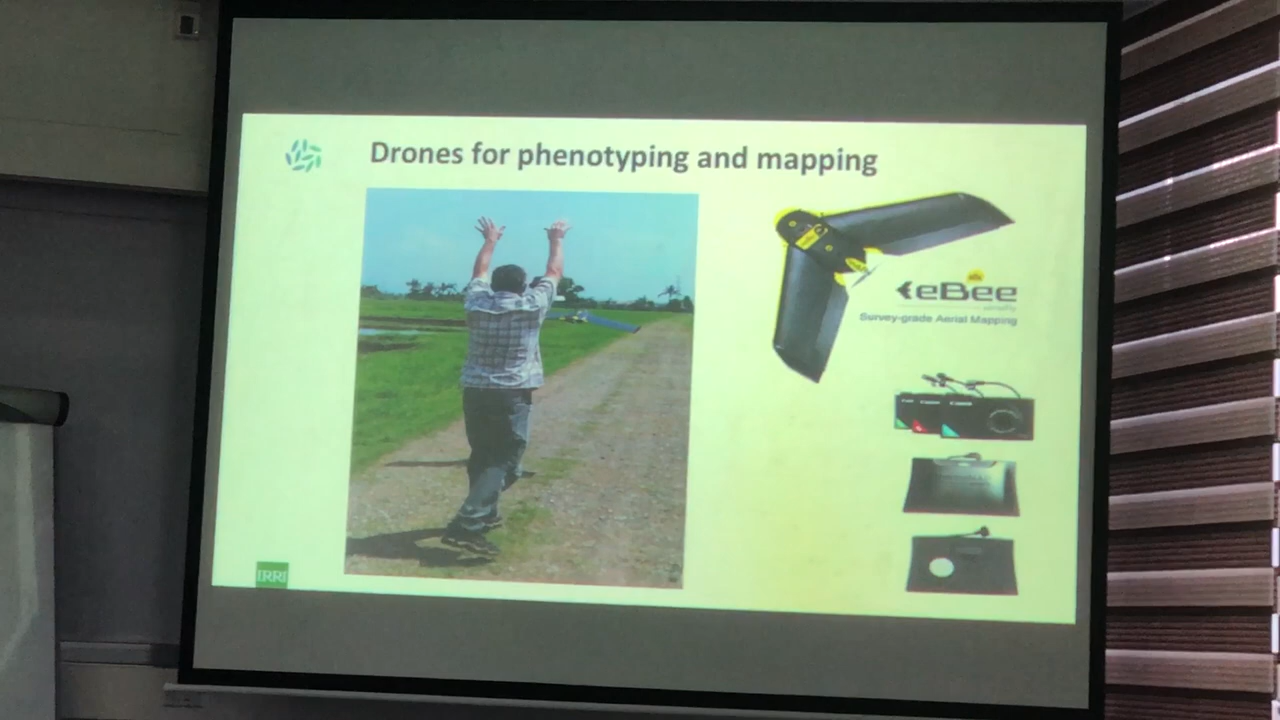 Drones for phenotyping and mapping
eBee
Survey-grade Aerial Mapping
IRRI